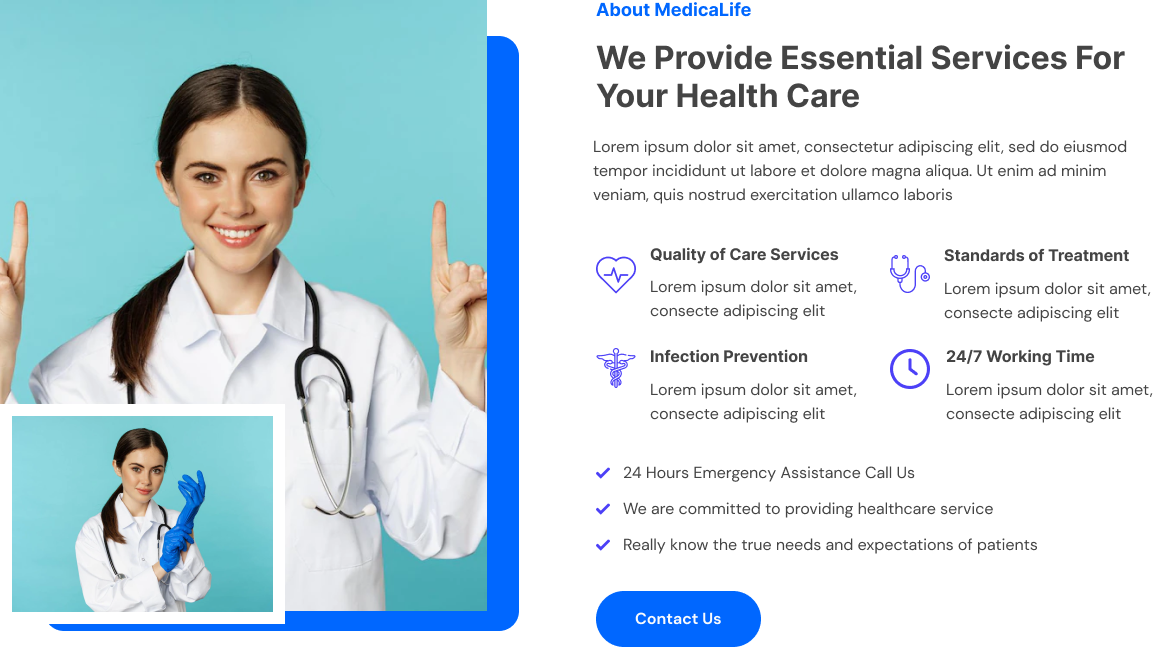 About MedicaLife
We Provide Essential Services For
Your Health Care
Lorem ipsum dolor sit amet, consectetur adipiscing elit, sed do eiusmod
tempor incididunt ut labore et dolore magna aliqua. Ut enim ad minim
veniam, quis nostrud exercitation ullamco laboris
Quality of Care Services
Lorem ipsum dolor sit amet,
consecte adipiscing elit
Standards of Treatment
Lorem ipsum dolor sit amet,
consecte adipiscing elit
Infection Prevention
Lorem ipsum dolor sit amet,
consecte adipiscing elit
24/7 Working Time
Lorem ipsum dolor sit amet,
consecte adipiscing elit
24 Hours Emergency Assistance Call Us
We are committed to providing healthcare service
Really know the true needs and expectations of patients
Contact Us